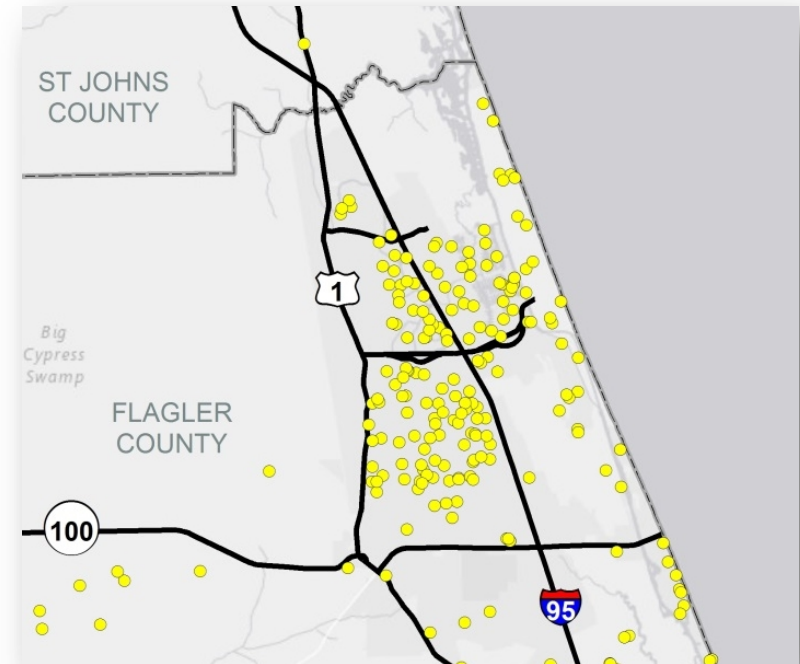 ST JOHNS
COUNTY
1
Big
Cypress
Swamp
FLAGLER
COUNTY
100
95